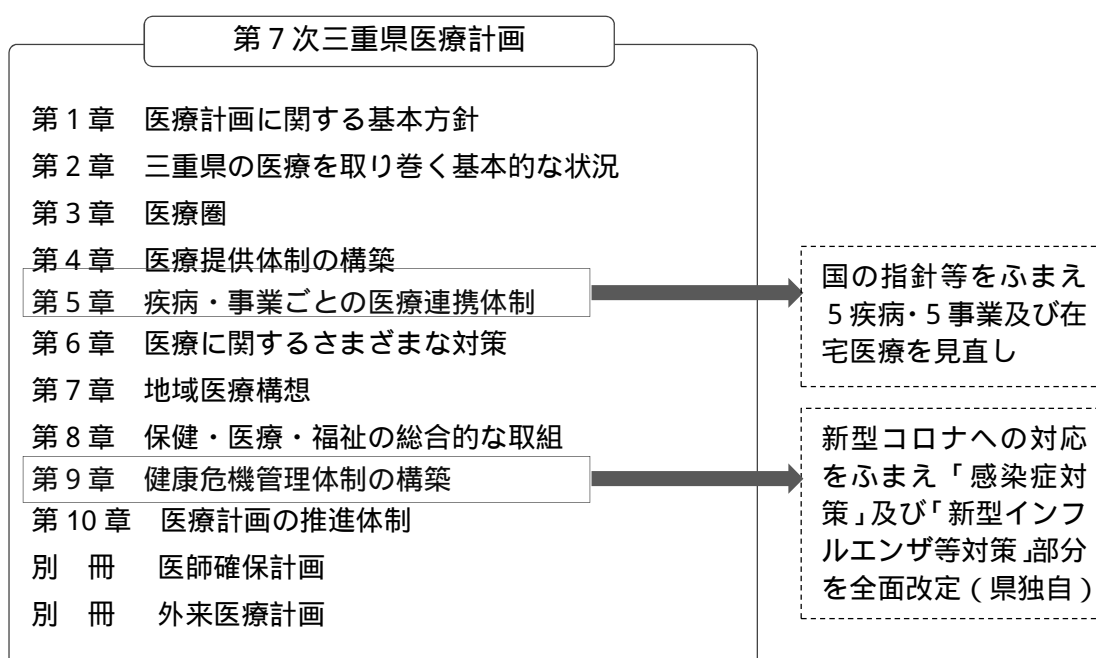 第７次三重県医療計画
第１章　医療計画に関する基本方針
第２章　三重県の医療を取り巻く基本的な状況
第３章　医療圏
第４章　医療提供体制の構築
第５章　疾病・事業ごとの医療連携体制
第６章　医療に関するさまざまな対策
第７章　地域医療構想
第８章　保健・医療・福祉の総合的な取組
第９章　健康危機管理体制の構築
第10章　医療計画の推進体制
別　冊　医師確保計画
別　冊　外来医療計画
国の指針等をふまえ
５疾病・５事業及び在
宅医療を見直し
新型コロナへの対応
をふまえ「感染症対
策」及び「新型インフ
ルエンザ等対策」部分
を全面改定（県独自）